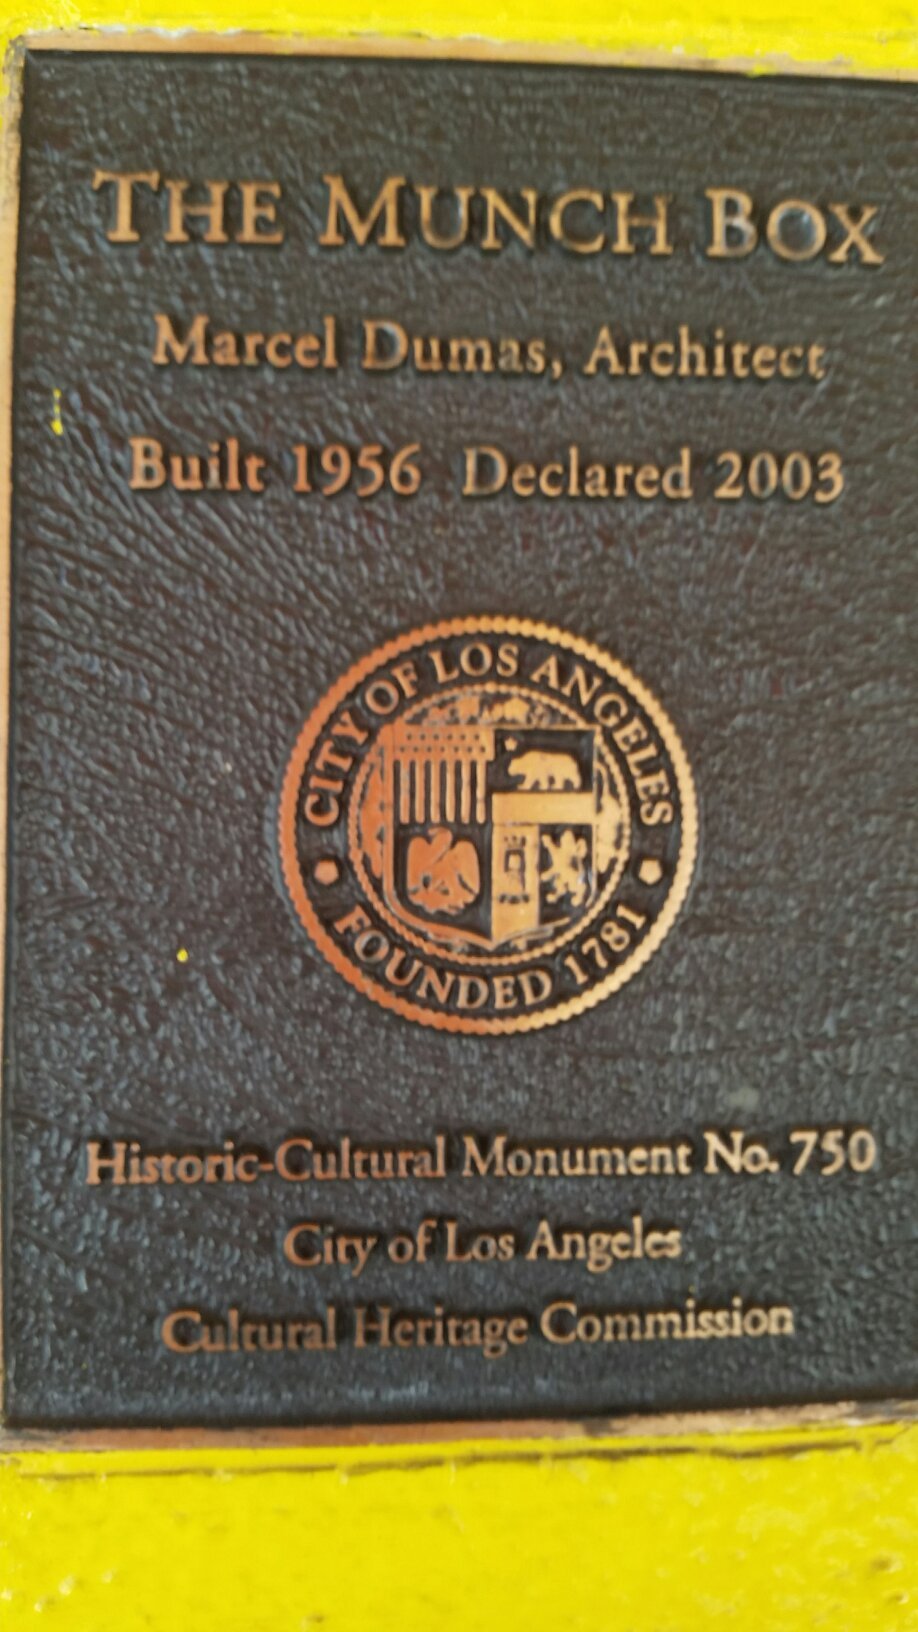 THE MUNCH BOX
Marcel Dumas, Architect
Built 1956 Declared 2003
CITY OF LOS ANGELES
FOUNDED 1781
Historic-Cultural Monument No. 750
City of Los Angeles
Cultural Heritage Commission